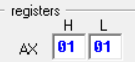 registers
H L
AX 01 01